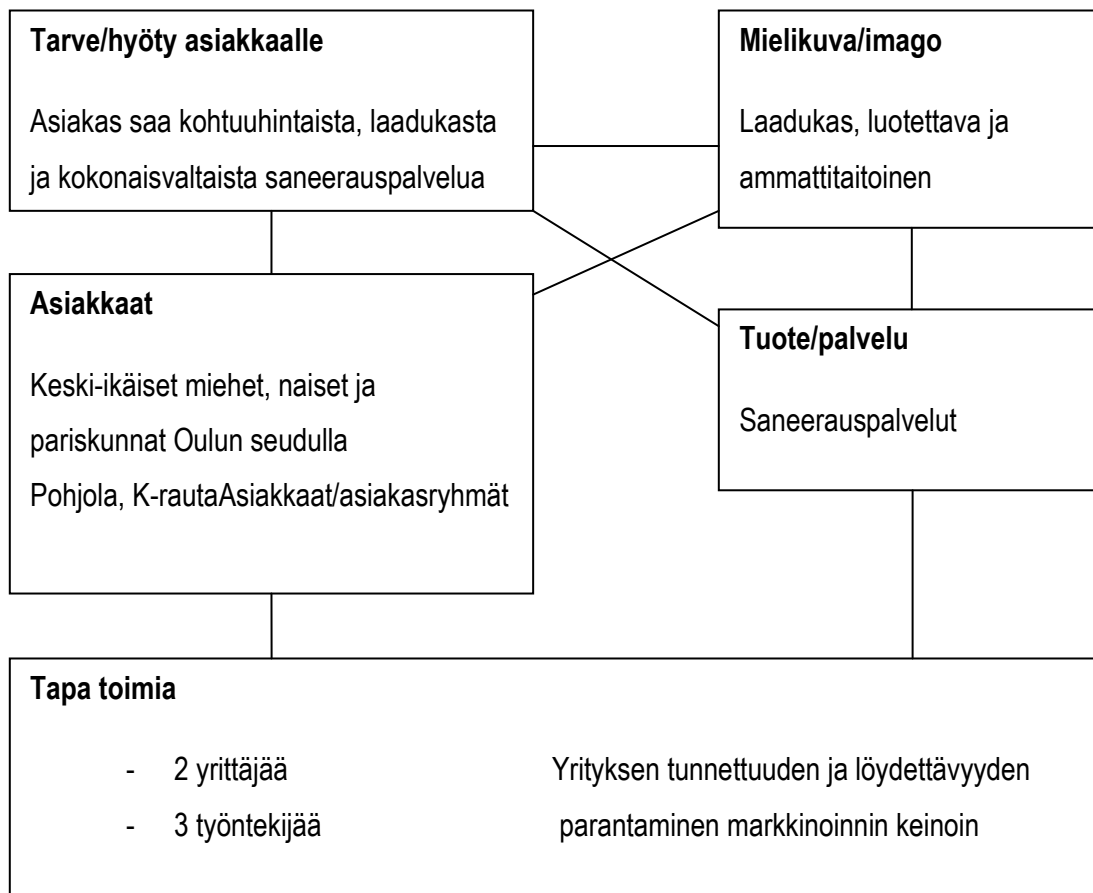 Tarve/hyöty asiakkaalle
Asiakas saa kohtuuhintaista, laadukasta
ja kokonaisvaltaista saneerauspalvelua
Mielikuva/imago
Laadukas, luotettava ja
ammattitaitoinen
Asiakkaat
Keski-ikäiset miehet, naiset ja
pariskunnat Oulun seudulla
Pohjola, K-rautaAsiakkaat/asiakasryhmät
Tuote/palvelu
Saneerauspalvelut
Tapa toimia
- 2 yrittäjää
- 3 työntekijää
Yrityksen tunnettuuden ja löydettävyyden
parantaminen markkinoinnin keinoin